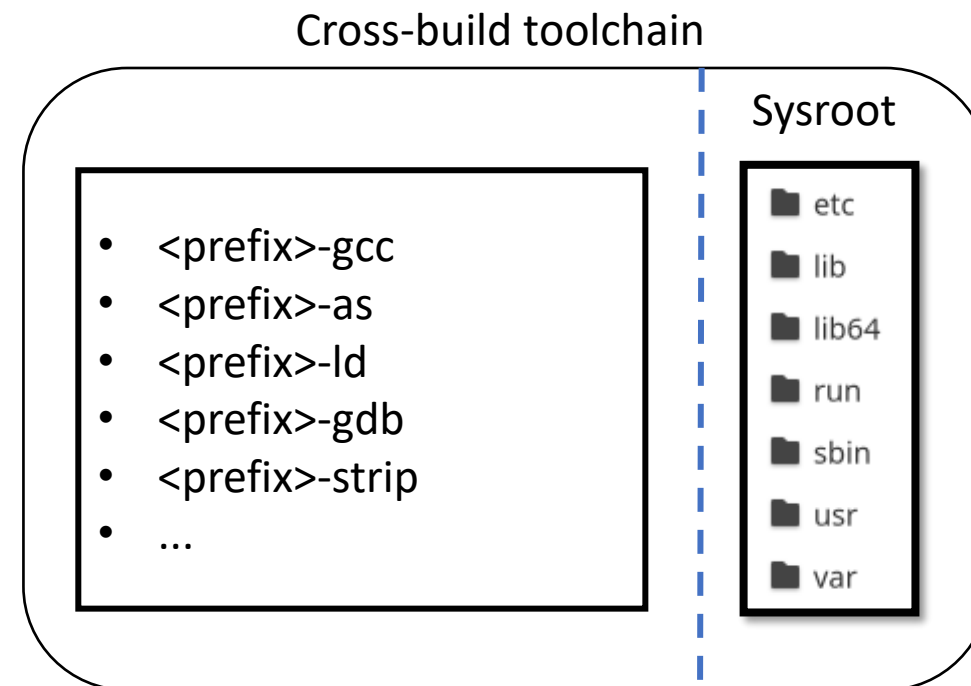 Cross-build toolchain
• <prefix>-gcc
• <prefix>-as
• <prefix>-ld
• <prefix>-gdb
• <prefix>-strip
• ...
Sysroot
etc
lib
lib64
run
sbin
usr
var